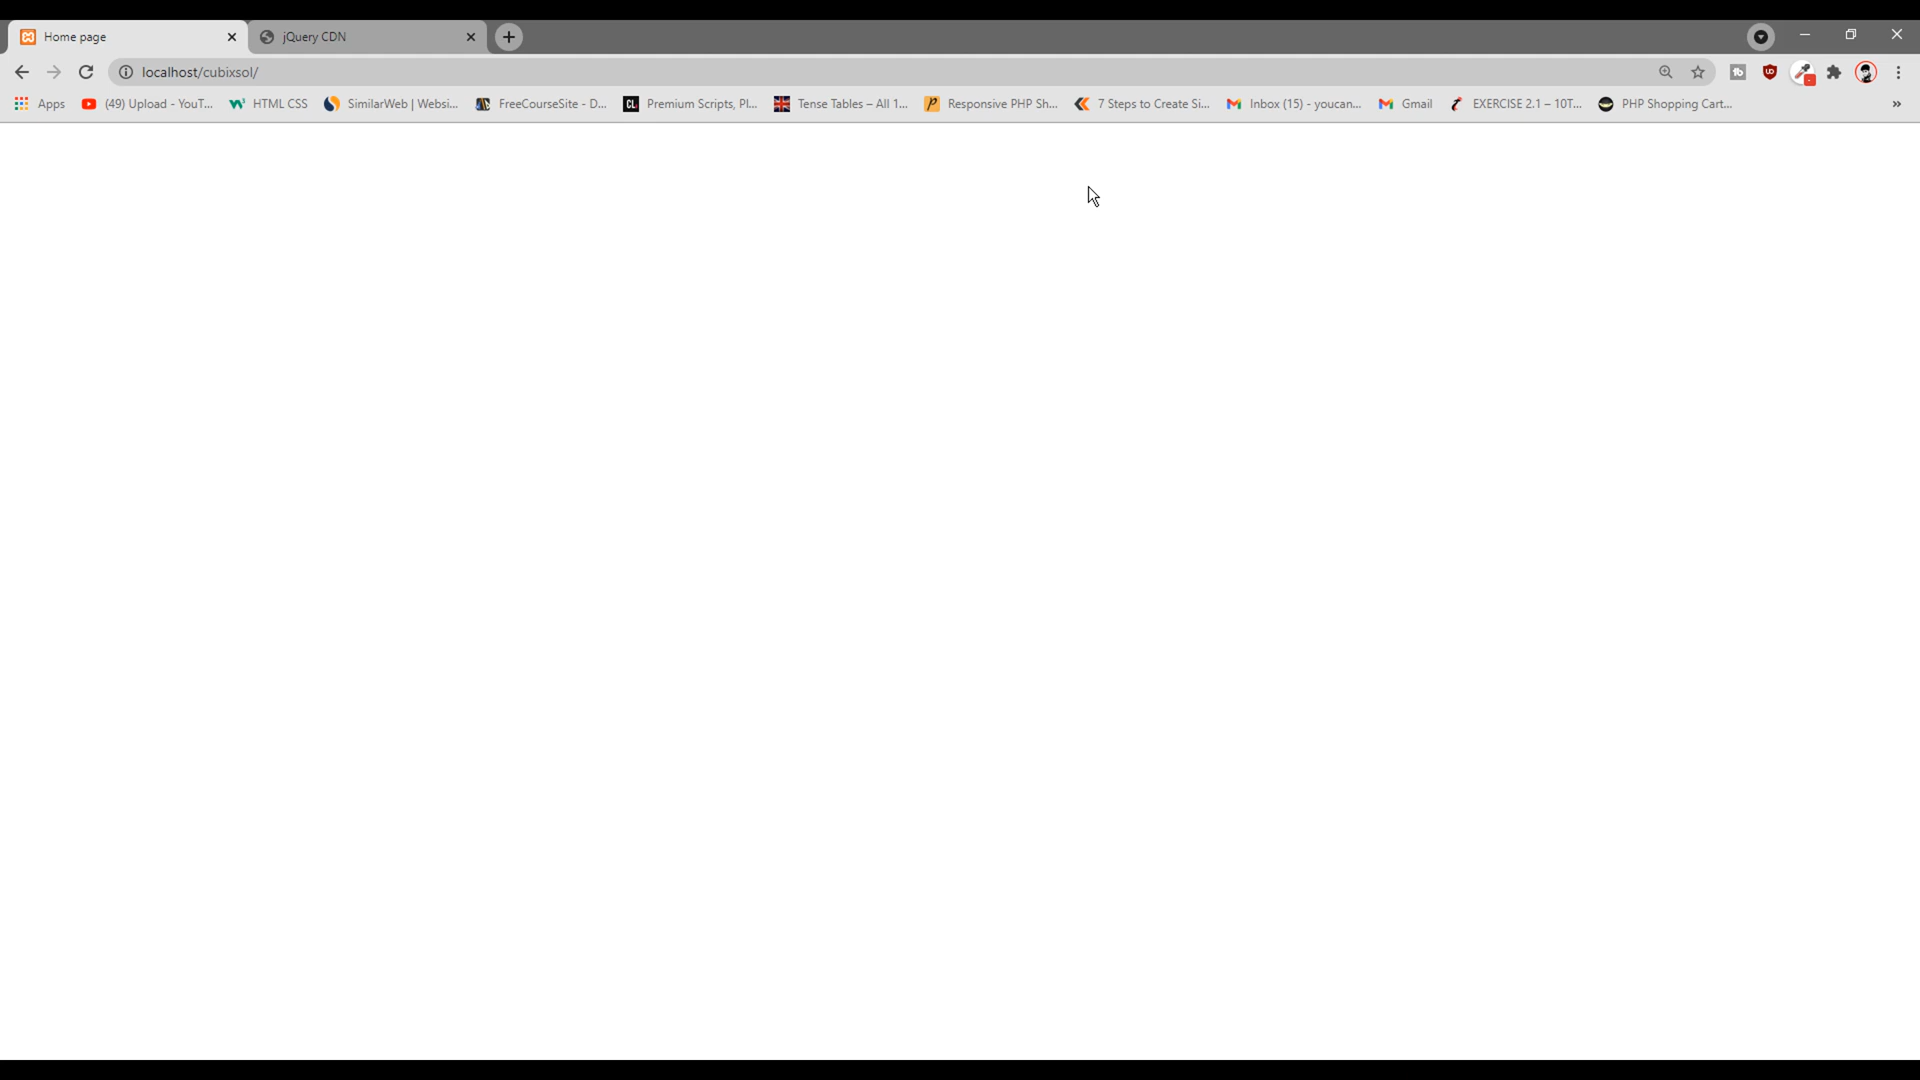 Home page
jQuery CDN
localhost/cubixsol/
Apps
(49) Upload - YouT...
HTML CSS
SimilarWeb | Websi...
FreeCourseSite - D...
CL
Premium Scripts, Pl...
Tense Tables – All 1...
Responsive PHP Sh...
7 Steps to Create Si...
Inbox (15) - youcan...
Gmail
EXERCISE 2.1 – 10T...
PHP Shopping Cart...
»